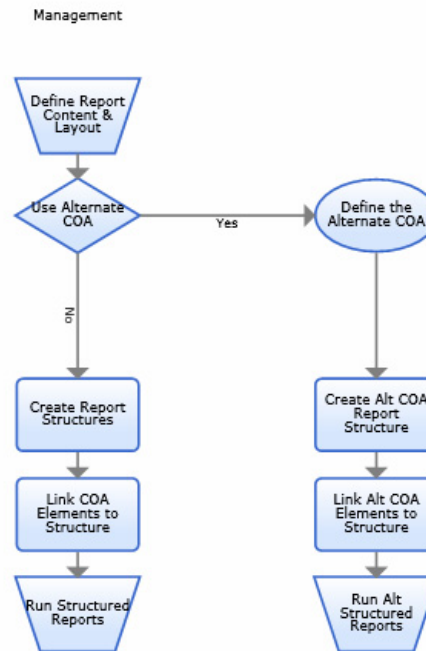 Management
Define Report
Content &
Layout
Use Alternate
COA
Yes
Define the
Alternate COA
No
Create Report
Structures
Create Alt COA
Report
Structure
Link COA
Elements to
Structure
Link Alt COA
Elements to
Structure
Run Structured
Reports
Run Alt
Structured
Reports